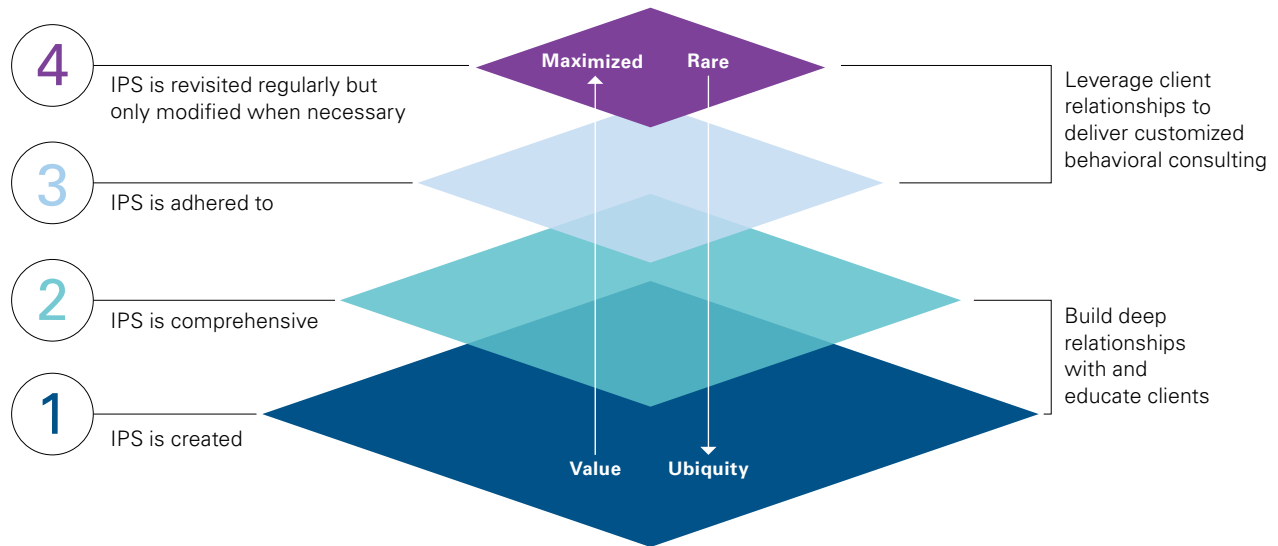 4
IPS is revisited regularly but
only modified when necessary
Maximized
Rare
Leverage client
relationships to
deliver customized
behavioral consulting
3
IPS is adhered to
2
IPS is comprehensive
Build deep
relationships
with and
educate clients
1
IPS is created
Value
Ubiquity